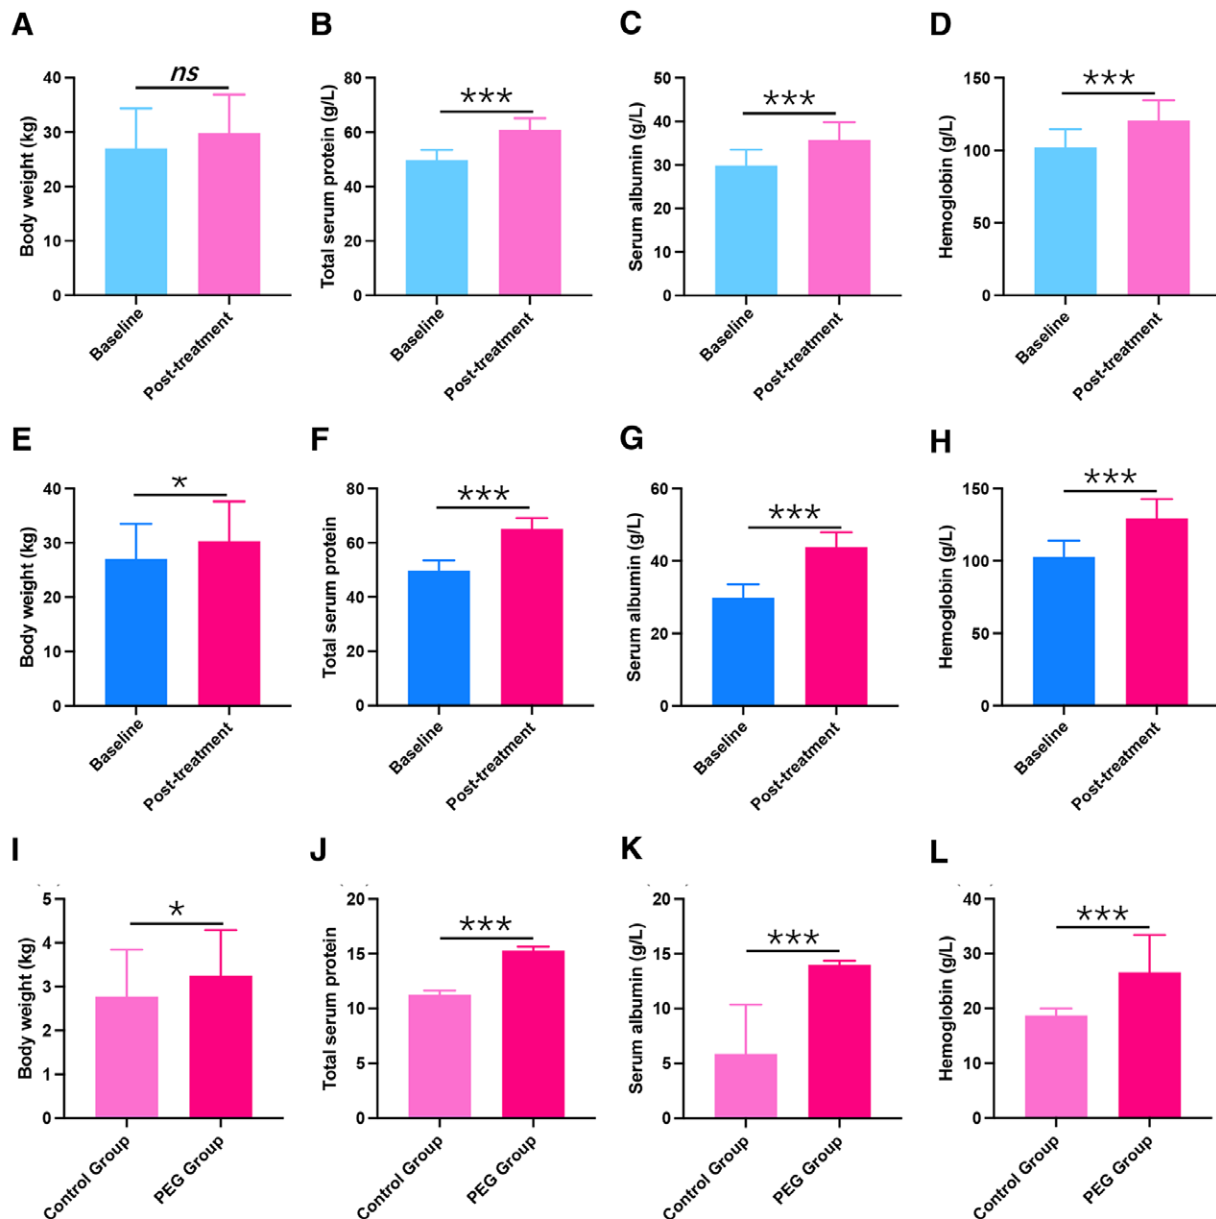 A
Body weight (kg)
40
30
20
10
0
ns
Baseline
Post-treatment
B
Total serum protein (g/L)
80
60
40
20
0
***
Baseline
Post-treatment
C
Serum albumin (g/L)
50
40
30
20
10
0
***
Baseline
Post-treatment
D
Hemoglobin (g/L)
150
100
50
0
***
Baseline
Post-treatment
E
Body weight (kg)
40
30
20
10
0
*
Baseline
Post-treatment
F
Total serum protein
80
60
40
20
0
***
Baseline
Post-treatment
G
Serum albumin (g/L)
60
40
20
0
***
Baseline
Post-treatment
H
Hemoglobin (g/L)
150
100
50
0
***
Baseline
Post-treatment
I
Body weight (kg)
5
4
3
2
1
0
*
Control Group
PEG Group
J
Total serum protein
20
15
10
5
0
***
Control Group
PEG Group
K
Serum albumin (g/L)
20
15
10
5
0
***
Control Group
PEG Group
L
Hemoglobin (g/L)
40
30
20
10
0
***
Control Group
PEG Group